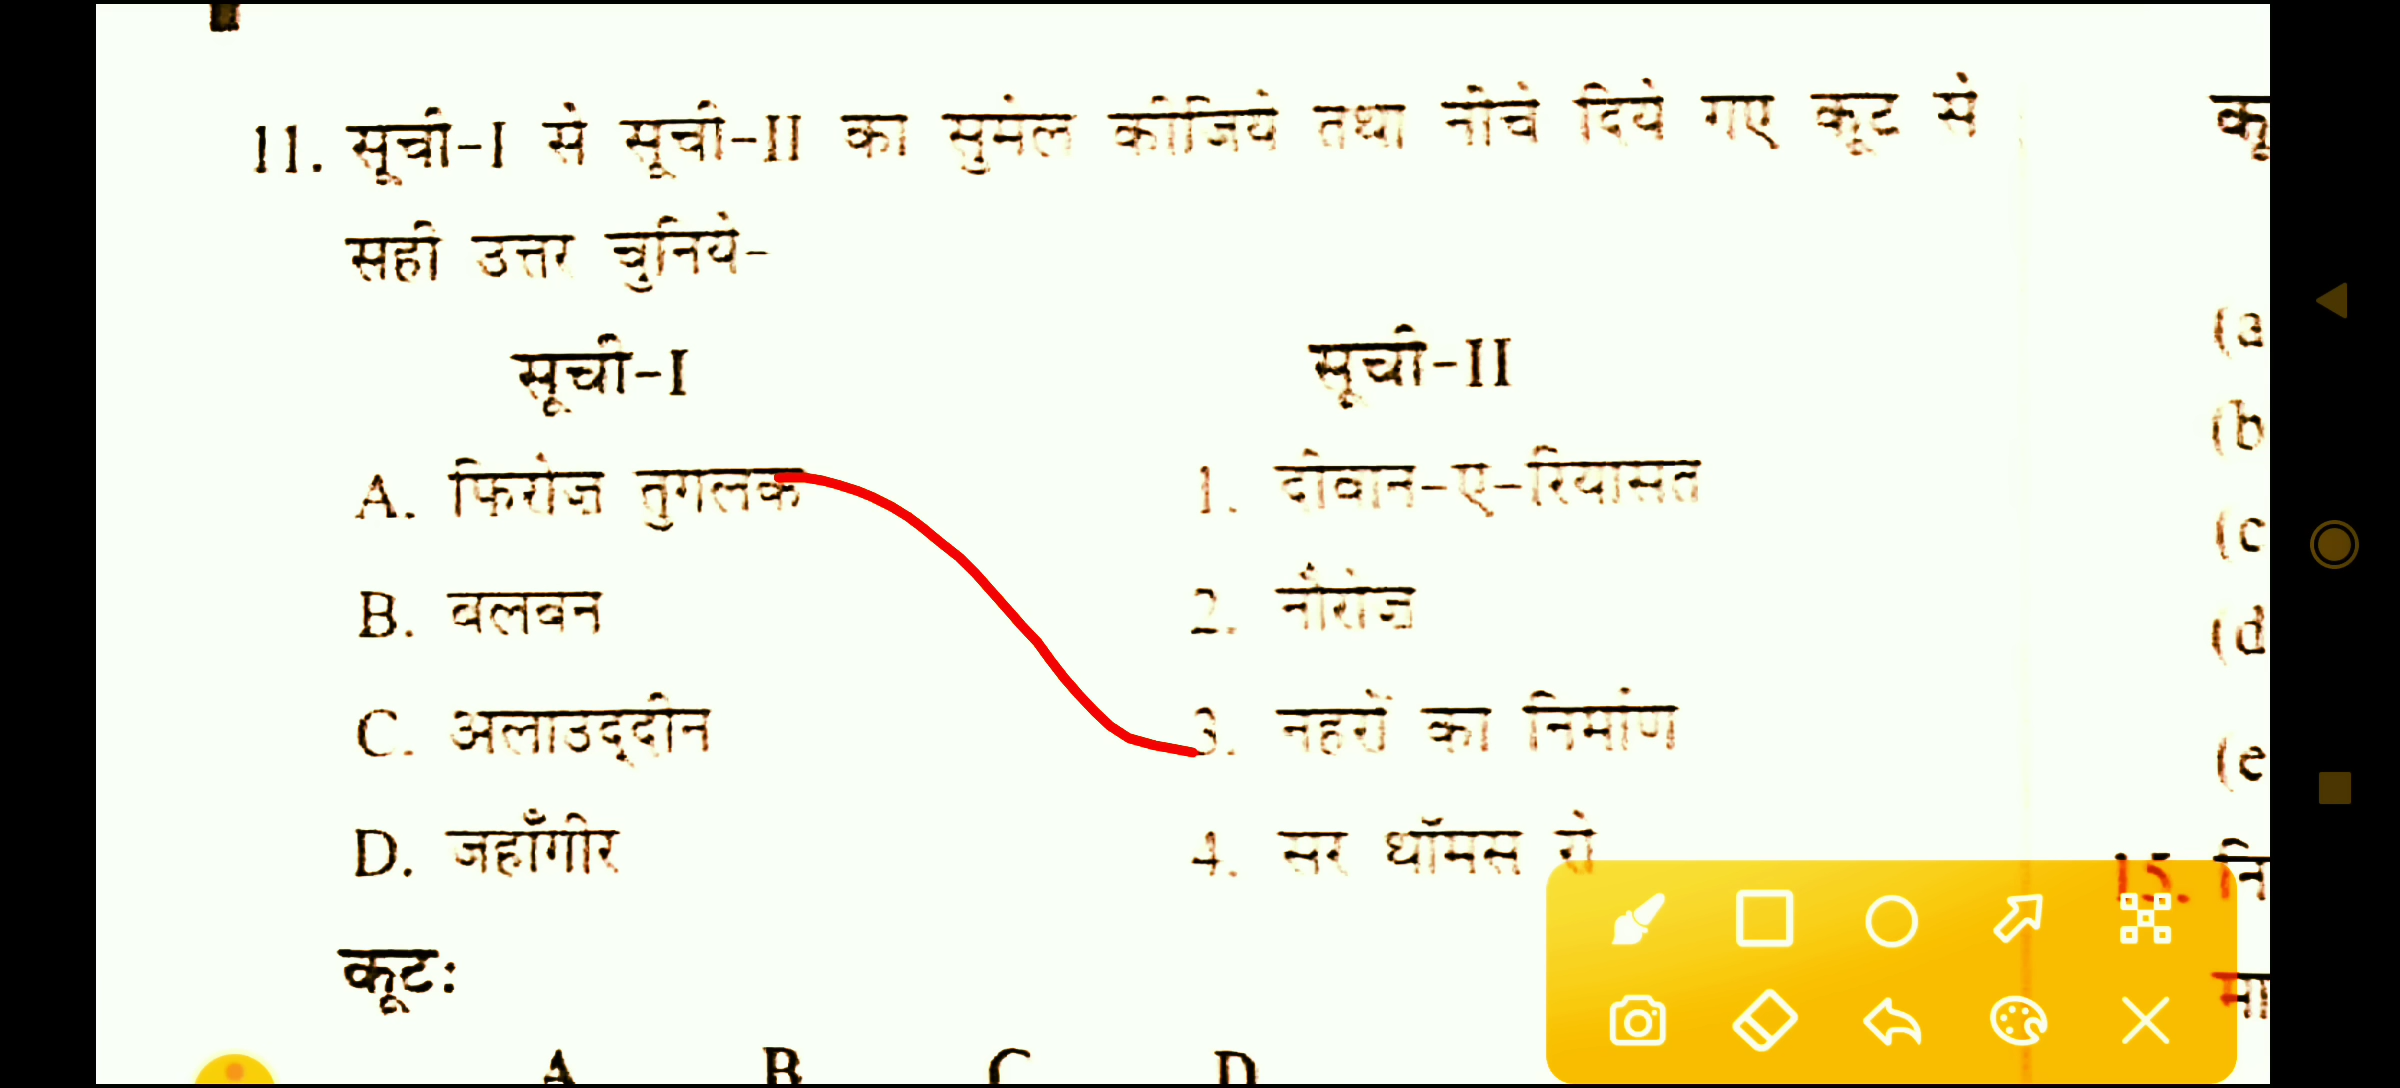 11. सूची-I से सूची-II का सुमेल कीजिये तथा नीचे दिये गए कूट से
सही उत्तर चुनिये-
सूची-I सूची-II
A. फिरोज तुगलक 1. दीवान-ए-रियासत
B. बलबन 2. नौरोज
C. अलाउद्दीन 3. नहरों का निर्माण
D. जहाँगीर 4. सर थॉमस रो
कूट:
A B C D
कू
(a
(b
(c
(d
(e
15. नि